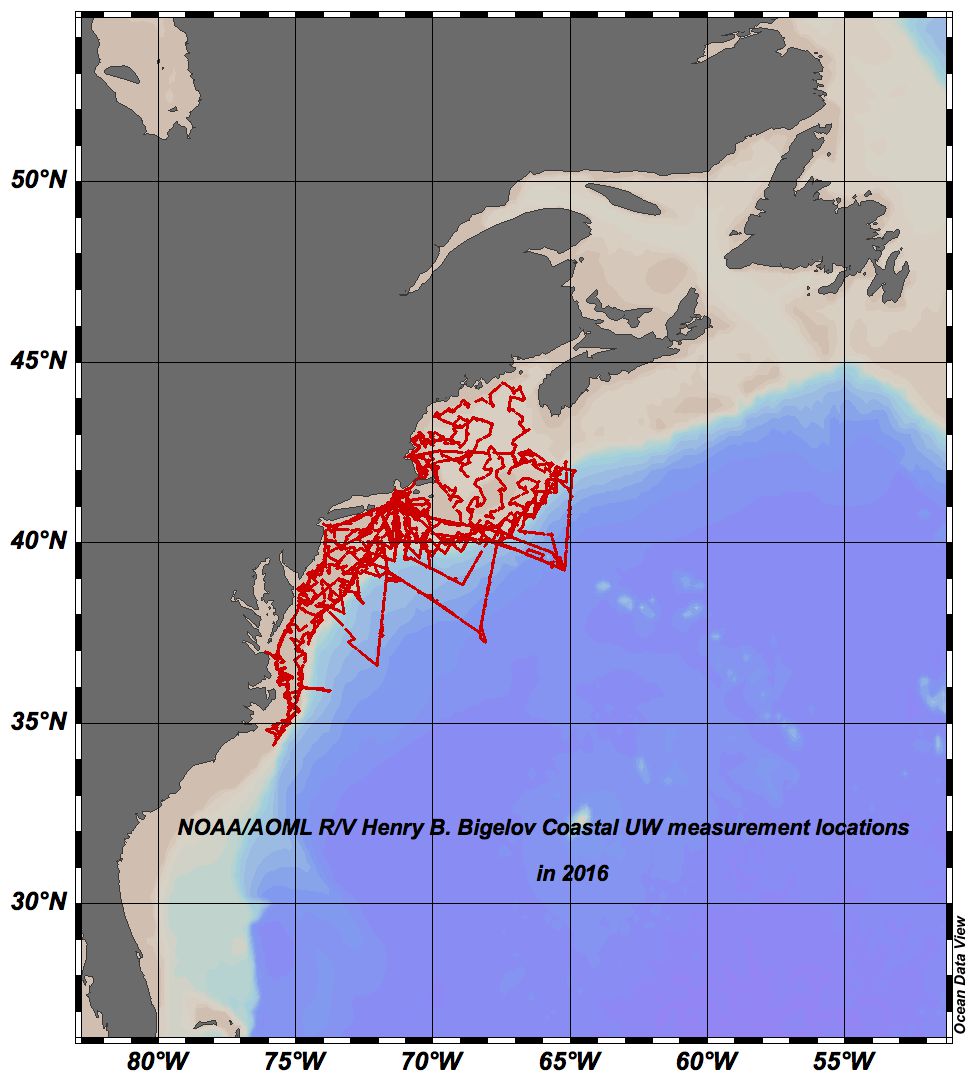 50°N
45°N
40°N
35°N
NOAA/AOML R/V Henry B. Bigelov Coastal UW measurement locations
in 2016
30°N
Ocean Data View
80°W 75°W 70°W 65°W 60°W 55°W